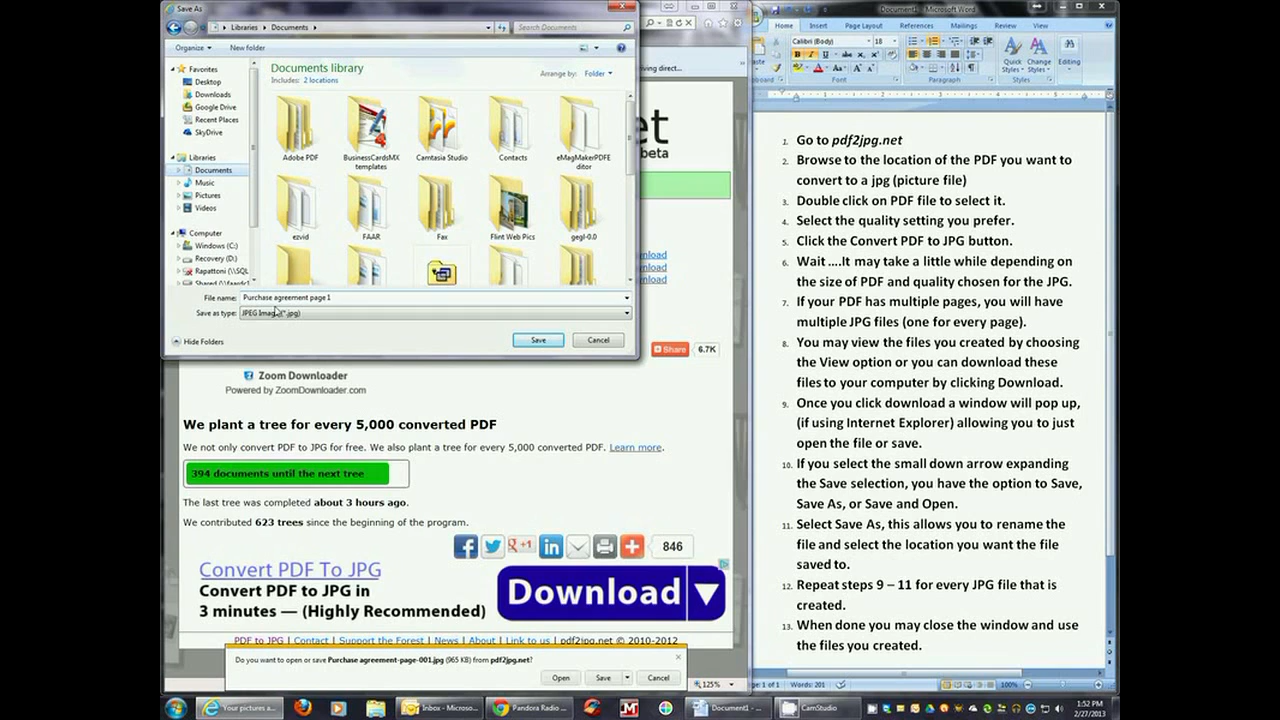 Save As
Libraries ▸ Documents ▸
Search Documents
Organize
New folder
Favorites
Desktop
Downloads
Google Drive
Recent Places
SkyDrive
Libraries
Documents
Music
Pictures
Videos
Computer
Windows (C:)
Recovery (D:)
Rapattoni (\\SQL
Documents library
Includes: 2 locations
Arrange by: Folder
Adobe PDF
BusinessCardsMX templates
Camtasia Studio
Contacts
eMagMakerPDFEditor
ezvid
FAAR
Fax
Flint Web Pics
gegl-0.0
File name: Purchase agreement page 1
Save as type: JPEG Image (*.jpg)
Hide Folders
Save
Cancel
et
beta
Share
6.7K
Zoom Downloader
Powered by ZoomDownloader.com
We plant a tree for every 5,000 converted PDF
We not only convert PDF to JPG for free. We also plant a tree for every 5,000 converted PDF. Learn more.
394 documents until the next tree
The last tree was completed about 3 hours ago.
We contributed 623 trees since the beginning of the program.
+1
846
Convert PDF To JPG
Convert PDF to JPG in
3 minutes — (Highly Recommended)
Download
PDF to JPG | Contact | Support the Forest | News | About | Link to us | pdf2jpg.net © 2010-2012
Do you want to open or save Purchase agreement-page-001.jpg (965 KB) from pdf2jpg.net?
Open
Save
Cancel
125%
Document1 - Microsoft Word
Home
Insert
Page Layout
References
Mailings
Review
View
Calibri (Body)
18
Font
Paragraph
Quick Styles
Change Styles
Styles
Editing
1. Go to pdf2jpg.net
2. Browse to the location of the PDF you want to
convert to a jpg (picture file)
3. Double click on PDF file to select it.
4. Select the quality setting you prefer.
5. Click the Convert PDF to JPG button.
6. Wait ….It may take a little while depending on
the size of PDF and quality chosen for the JPG.
7. If your PDF has multiple pages, you will have
multiple JPG files (one for every page).
8. You may view the files you created by choosing
the View option or you can download these
files to your computer by clicking Download.
9. Once you click download a window will pop up,
(if using Internet Explorer) allowing you to just
open the file or save.
10. If you select the small down arrow expanding
the Save selection, you have the option to Save,
Save As, or Save and Open.
11. Select Save As, this allows you to rename the
file and select the location you want the file
saved to.
12. Repeat steps 9 – 11 for every JPG file that is
created.
13. When done you may close the window and use
the files you created.
Words: 201
100%
Your pictures a...
Inbox - Microso...
Pandora Radio ...
Document1 - ...
CamStudio
1:52 PM
2/27/2013